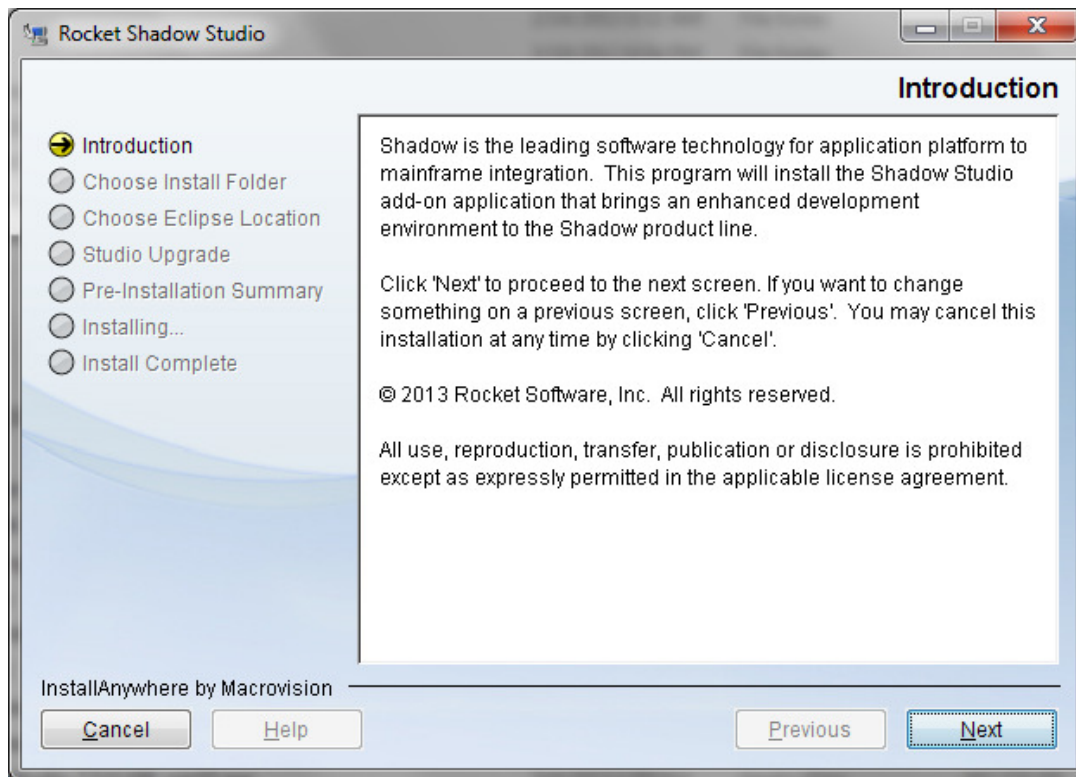 Rocket Shadow Studio
Introduction
Introduction
Choose Install Folder
Choose Eclipse Location
Studio Upgrade
Pre-Installation Summary
Installing...
Install Complete
Shadow is the leading software technology for application platform to
mainframe integration.  This program will install the Shadow Studio
add-on application that brings an enhanced development
environment to the Shadow product line.
Click 'Next' to proceed to the next screen. If you want to change
something on a previous screen, click 'Previous'.  You may cancel this
installation at any time by clicking 'Cancel'.
© 2013 Rocket Software, Inc.  All rights reserved.
All use, reproduction, transfer, publication or disclosure is prohibited
except as expressly permitted in the applicable license agreement.
InstallAnywhere by Macrovision
Cancel
Help
Previous
Next